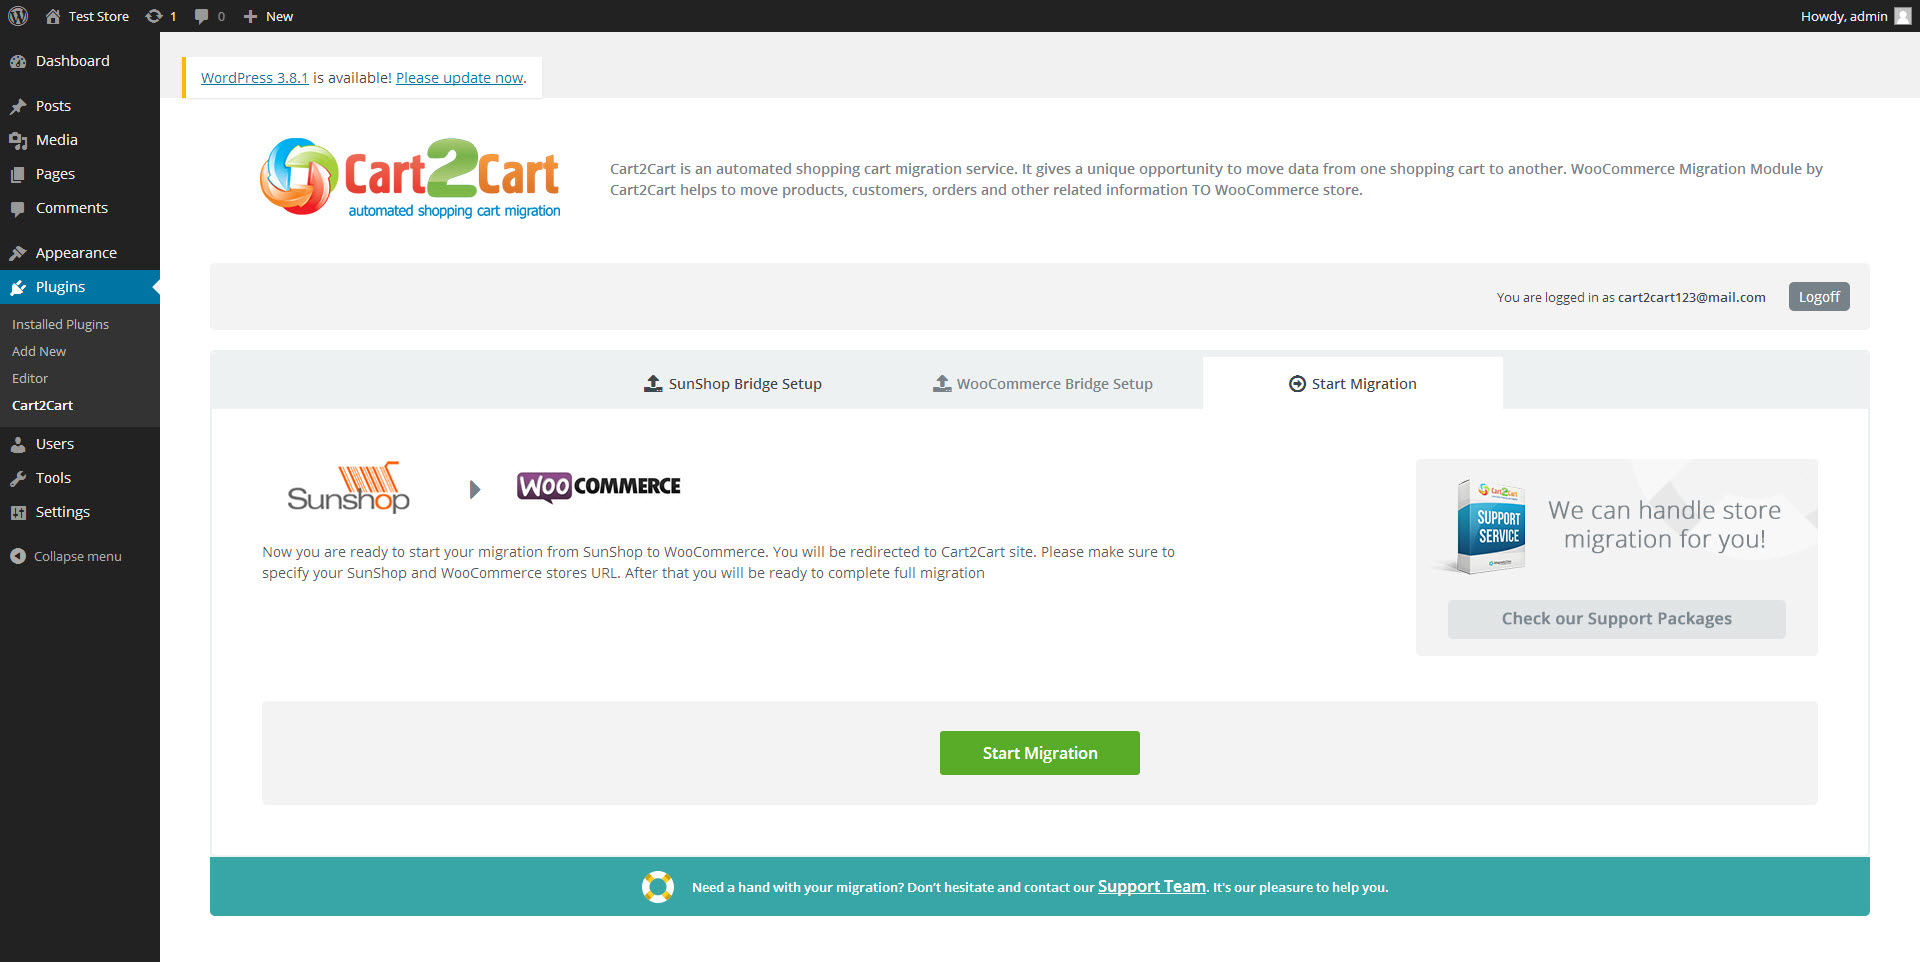 Test Store
1
0
New
Howdy, admin
Dashboard
Posts
Media
Pages
Comments
Appearance
Plugins
Installed Plugins
Add New
Editor
Cart2Cart
Users
Tools
Settings
Collapse menu
WordPress 3.8.1 is available! Please update now.
Cart2Cart
automated shopping cart migration
Cart2Cart is an automated shopping cart migration service. It gives a unique opportunity to move data from one shopping cart to another. WooCommerce Migration Module by
Cart2Cart helps to move products, customers, orders and other related information TO WooCommerce store.
You are logged in as cart2cart123@mail.com
Logoff
SunShop Bridge Setup
WooCommerce Bridge Setup
Start Migration
Sunshop
WOOCOMMERCE
Now you are ready to start your migration from SunShop to WooCommerce. You will be redirected to Cart2Cart site. Please make sure to
specify your SunShop and WooCommerce stores URL. After that you will be ready to complete full migration
Cart2Cart
SUPPORT
SERVICE
We can handle store
migration for you!
Check our Support Packages
Start Migration
Need a hand with your migration? Don't hesitate and contact our Support Team. It's our pleasure to help you.